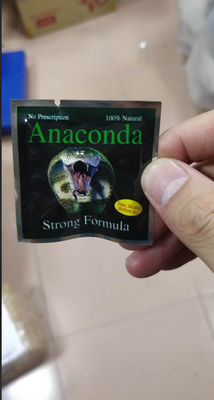 No Prescription 100% Natural
Anaconda
Strong Formula